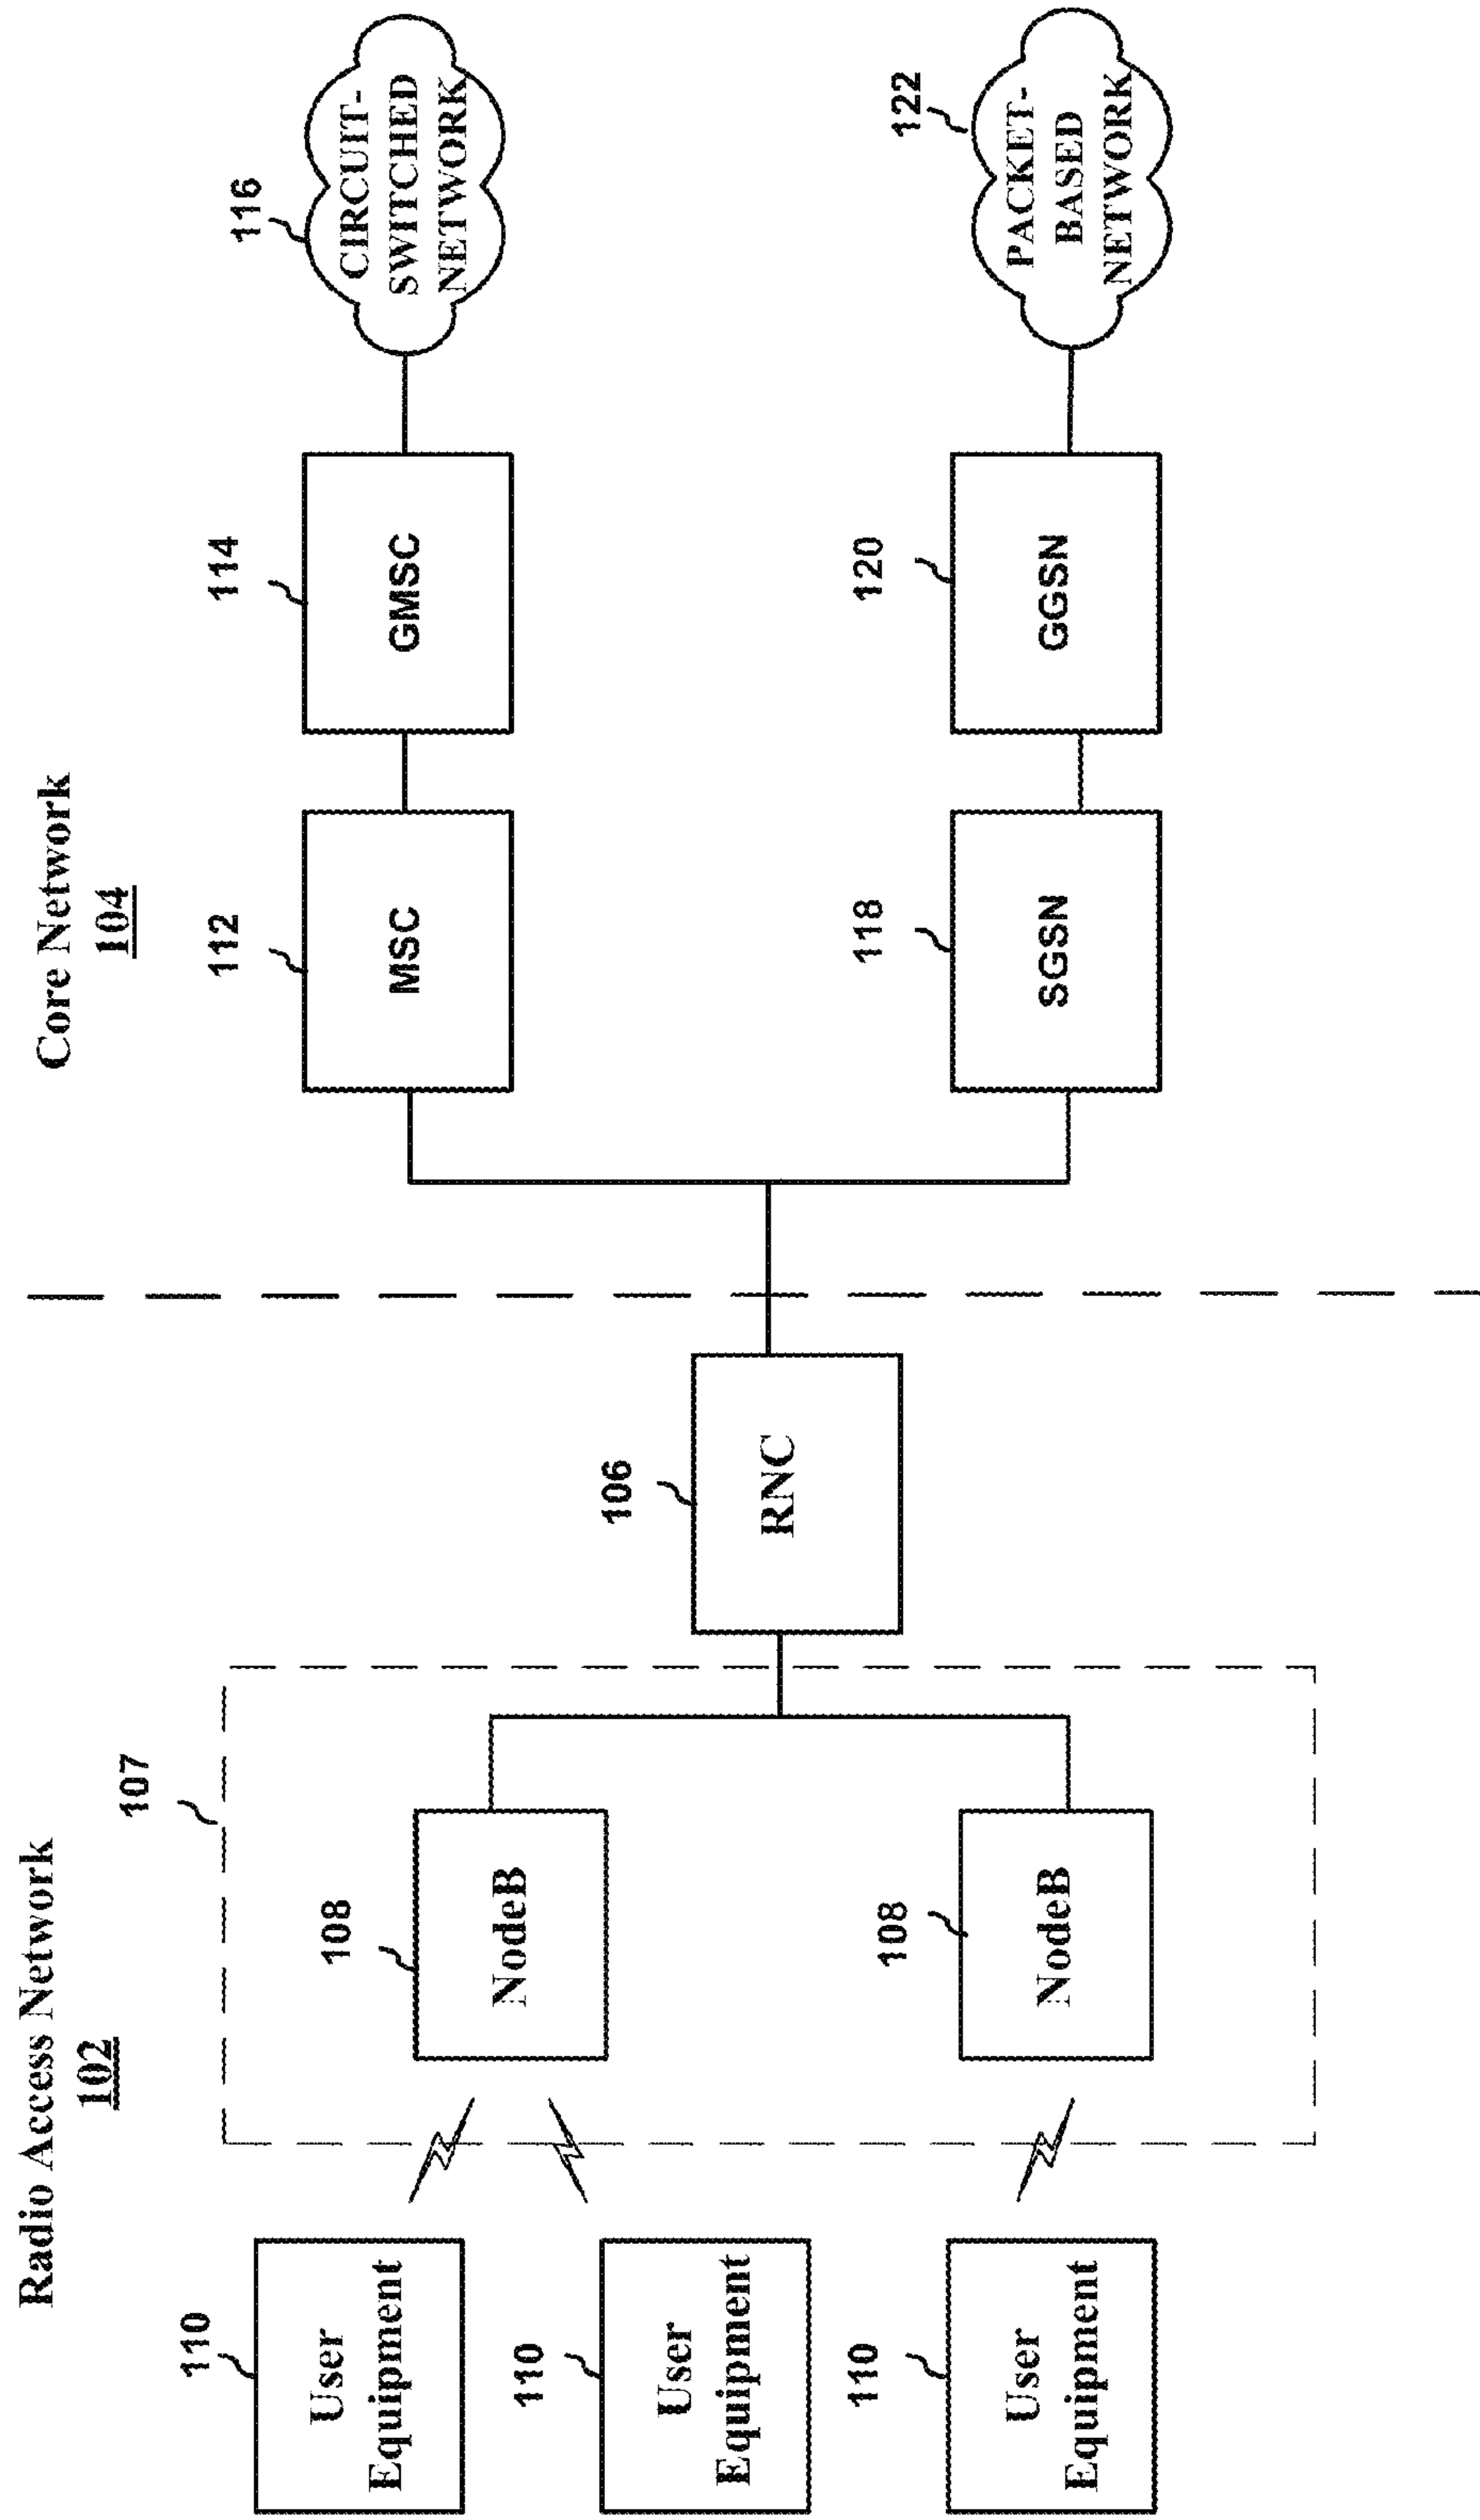 Radio Access Network
102
Core Network
104
107
110
User
Equipment
110
User
Equipment
110
User
Equipment
108
NodeB
108
NodeB
106
RNC
112
MSC
114
GMSC
116
CIRCUIT-
SWITCHED
NETWORK
118
SGSN
120
GGSN
122
PACKET-
BASED
NETWORK